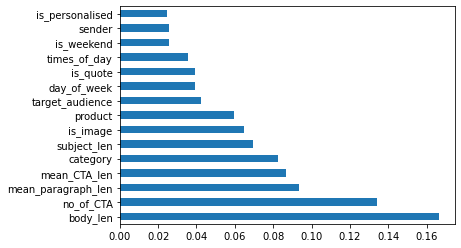 is_personalised
sender
is_weekend
times_of_day
is_quote
day_of_week
target_audience
product
is_image
subject_len
category
mean_CTA_len
mean_paragraph_len
no_of_CTA
body_len
0.00 0.02 0.04 0.06 0.08 0.10 0.12 0.14 0.16